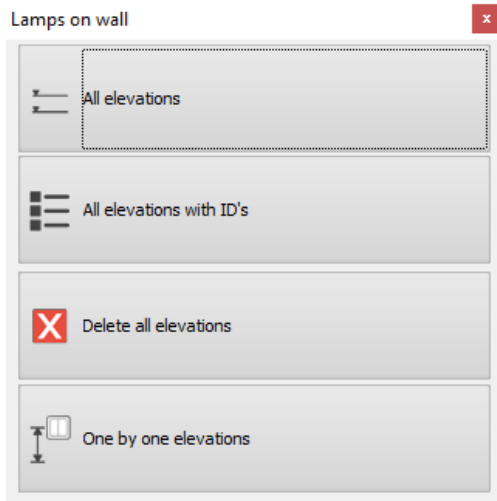 Lamps on wall
x
All elevations
All elevations with ID's
Delete all elevations
One by one elevations